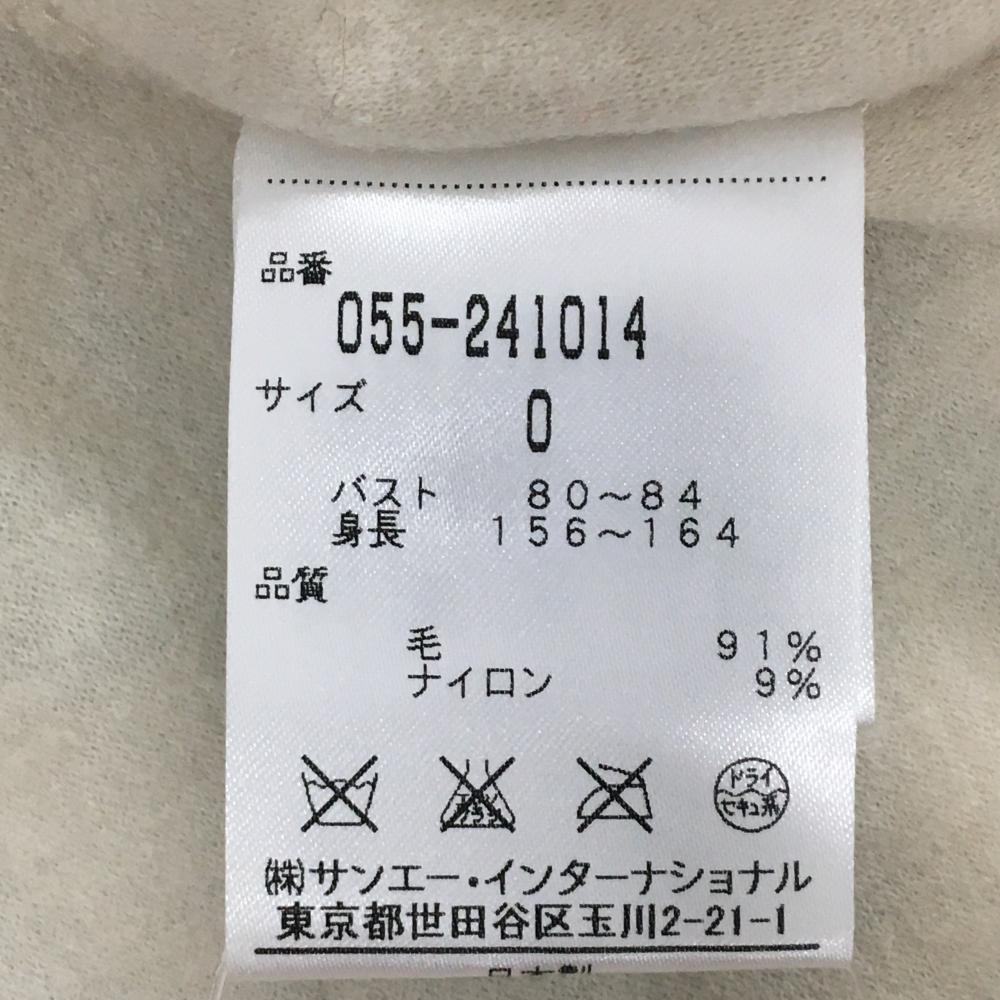 品番
055-241014
サイズ
0
バスト 80~84
身長 156~164
品質
毛 91%
ナイロン 9%
ドライ
セキユ系
(株)サンエー・インターナショナル
東京都世田谷区玉川2-21-1
日本製